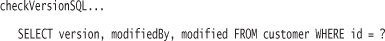 checkVersionSQL...
SELECT version, modifiedBy, modified FROM customer WHERE id = ?